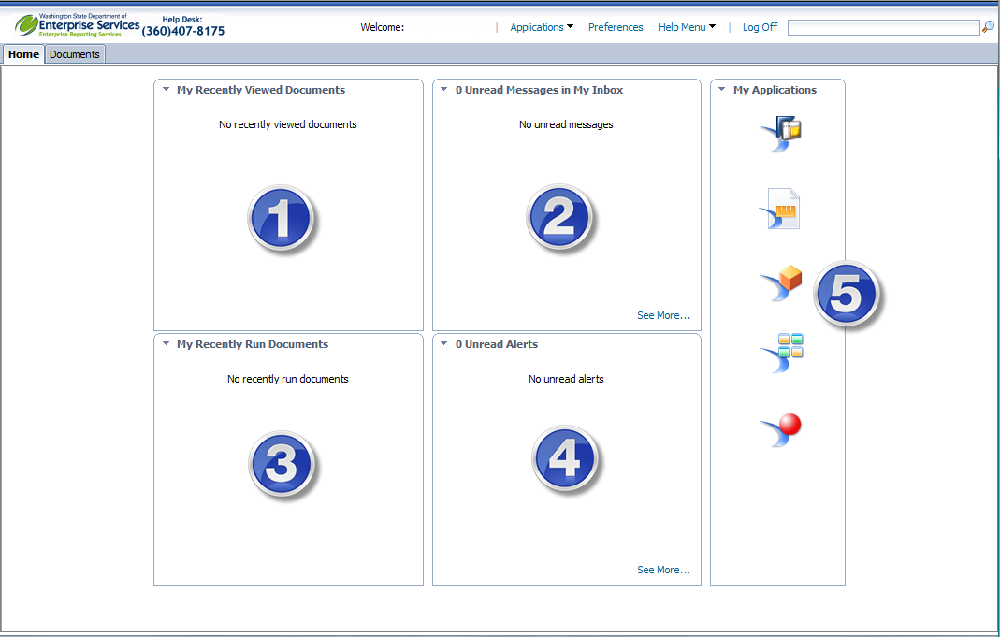 Washington State Department of
Enterprise Services
Enterprise Reporting Services
Help Desk:
(360)407-8175
Welcome:
Applications
Preferences
Help Menu
Log Off
Home
Documents
My Recently Viewed Documents
No recently viewed documents
1
0 Unread Messages in My Inbox
No unread messages
2
See More...
My Recently Run Documents
No recently run documents
3
0 Unread Alerts
No unread alerts
4
See More...
My Applications
5